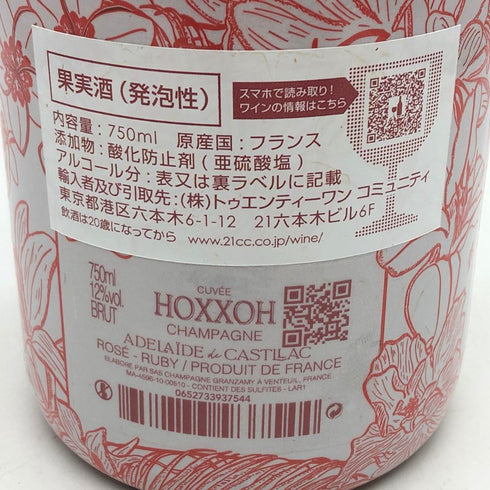 果実酒（発泡性）
スマホで読み取り！
ワインの情報はこちら
内容量：750ml 原産国：フランス
添加物：酸化防止剤（亜硫酸塩）
アルコール分：表又は裏ラベルに記載
輸入者及び引取先：(株)トゥエンティーワン コミュニティ
東京都港区六本木6-1-12 21六本木ビル6F
飲酒は20歳になってから www.21cc.co.jp/wine/
750ml
12%vol.
BRUT
CUVÉE
HOXXOH
CHAMPAGNE
ADELAÏDE de CASTILAC
ROSÉ - RUBY / PRODUIT DE FRANCE
ELABORÉ PAR SAS CHAMPAGNE GRANZAMY À VENTEUIL, FRANCE
MA-4596-10-00610 - CONTIENT DES SULFITES - LAR1
0652733937544